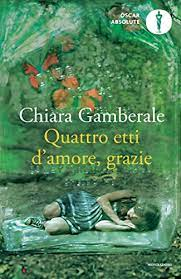 OSCAR
ABSOLUTE
Chiara Gamberale
Quattro etti
d'amore, grazie
MONDADORI